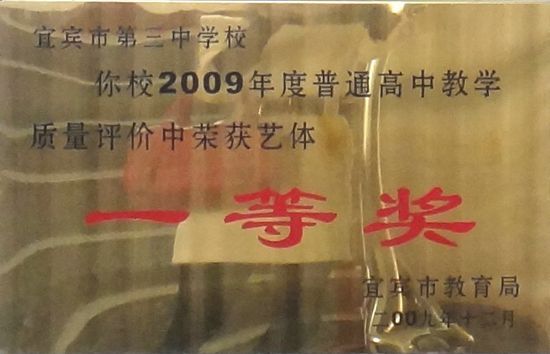 宜宾市第三中学校
你校2009年度普通高中教学
质量评价中荣获艺体
一等奖
宜宾市教育局
二00九年十二月